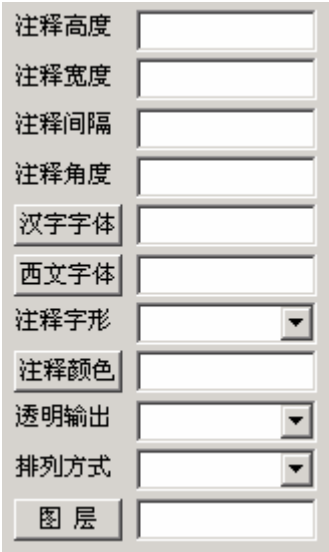 注释高度
注释宽度
注释间隔
注释角度
汉字字体
西文字体
注释字形
注释颜色
透明输出
排列方式
图 层